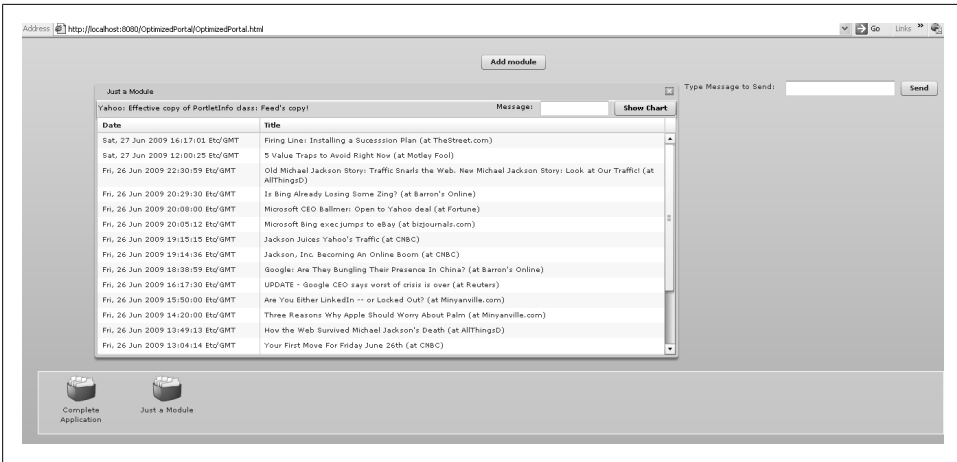 Address http://localhost:8080/OptimizedPortal/OptimizedPortal.html Go Links »
Add module
Just a Module
Type Message to Send: Send
Yahoo: Effective copy of PortletInfo class: Feed's copy! Message: Show Chart
Date Title
Sat, 27 Jun 2009 16:17:01 Etc/GMT Firing Line: Installing a Sucesssion Plan (at TheStreet.com)
Sat, 27 Jun 2009 12:00:25 Etc/GMT 5 Value Traps to Avoid Right Now (at Motley Fool)
Fri, 26 Jun 2009 22:30:59 Etc/GMT Old Michael Jackson Story: Traffic Snarls the Web. New Michael Jackson Story: Look at Our Traffic! (at
AllThingsD)
Fri, 26 Jun 2009 20:29:30 Etc/GMT Is Bing Already Losing Some Zing? (at Barron's Online)
Fri, 26 Jun 2009 20:08:00 Etc/GMT Microsoft CEO Ballmer: Open to Yahoo deal (at Fortune)
Fri, 26 Jun 2009 20:05:12 Etc/GMT Microsoft Bing exec jumps to eBay (at bizjournals.com)
Fri, 26 Jun 2009 19:15:15 Etc/GMT Jackson Juices Yahoo's Traffic (at CNBC)
Fri, 26 Jun 2009 19:14:36 Etc/GMT Jackson, Inc. Becoming An Online Boom (at CNBC)
Fri, 26 Jun 2009 18:38:59 Etc/GMT Google: Are They Bungling Their Presence In China? (at Barron's Online)
Fri, 26 Jun 2009 16:17:30 Etc/GMT UPDATE - Google CEO says worst of crisis is over (at Reuters)
Fri, 26 Jun 2009 15:50:00 Etc/GMT Are You Either LinkedIn -- or Locked Out? (at Minyanville.com)
Fri, 26 Jun 2009 14:20:00 Etc/GMT Three Reasons Why Apple Should Worry About Palm (at Minyanville.com)
Fri, 26 Jun 2009 13:49:13 Etc/GMT How the Web Survived Michael Jackson's Death (at AllThingsD)
Fri, 26 Jun 2009 13:04:14 Etc/GMT Your First Move For Friday June 26th (at CNBC)
Complete Just a Module
Application